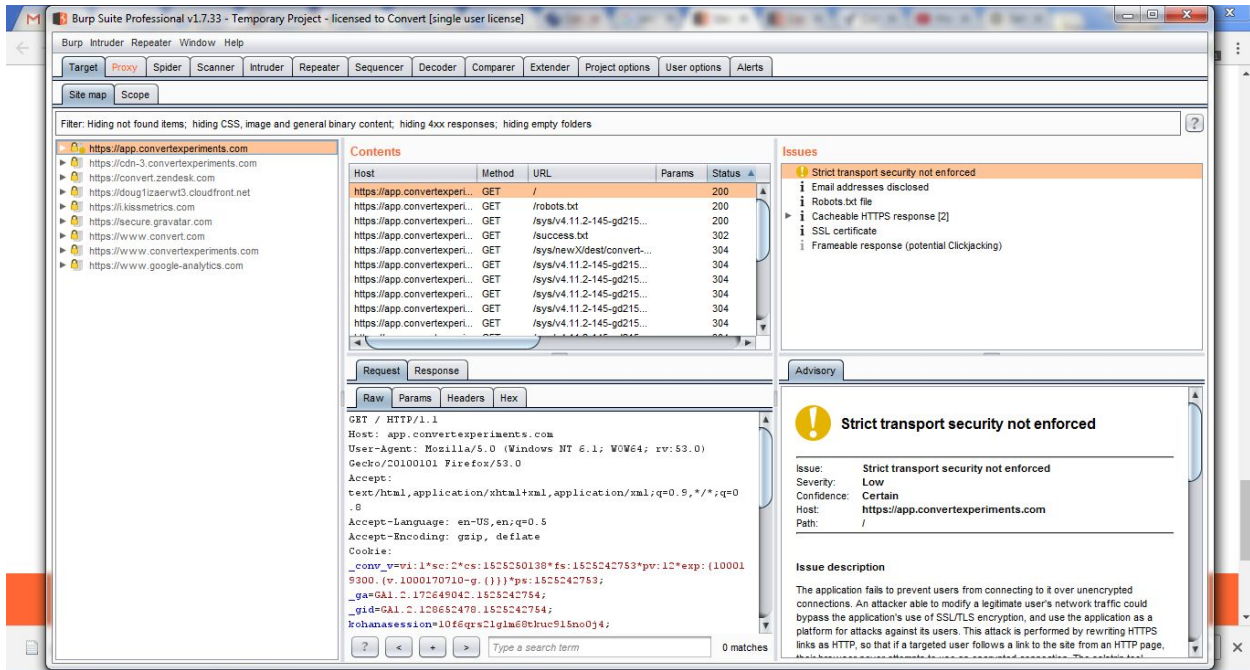 Burp Suite Professional v1.7.33 - Temporary Project - licensed to Convert [single user license]
Burp Intruder Repeater Window Help
Target Proxy Spider Scanner Intruder Repeater Sequencer Decoder Comparer Extender Project options User options Alerts
Site map Scope
Filter: Hiding not found items; hiding CSS, image and general binary content; hiding 4xx responses; hiding empty folders
?
https://app.convertexperiments.com
https://cdn-3.convertexperiments.com
https://convert.zendesk.com
https://doug1izaerwt3.cloudfront.net
https://i.kissmetrics.com
https://secure.gravatar.com
https://www.convert.com
https://www.convertexperiments.com
https://www.google-analytics.com
Contents
Host Method URL Params Status
https://app.convertexperi... GET / 200
https://app.convertexperi... GET /robots.txt 200
https://app.convertexperi... GET /sys/v4.11.2-145-gd215... 200
https://app.convertexperi... GET /success.txt 302
https://app.convertexperi... GET /sys/newX/dest/convert-... 304
https://app.convertexperi... GET /sys/v4.11.2-145-gd215... 304
https://app.convertexperi... GET /sys/v4.11.2-145-gd215... 304
https://app.convertexperi... GET /sys/v4.11.2-145-gd215... 304
https://app.convertexperi... GET /sys/v4.11.2-145-gd215... 304
Request Response
Raw Params Headers Hex
GET / HTTP/1.1
Host: app.convertexperiments.com
User-Agent: Mozilla/5.0 (Windows NT 6.1; WOW64; rv:53.0)
Gecko/20100101 Firefox/53.0
Accept:
text/html,application/xhtml+xml,application/xml;q=0.9,*/*;q=0
.8
Accept-Language: en-US,en;q=0.5
Accept-Encoding: gzip, deflate
Cookie:
_conv_v=vi:1*sc:2*cs:1525250138*fs:1525242753*pv:12*exp:{10001
9300.{v.1000170710-g.{}}}*ps:1525242753;
_ga=GA1.2.172649042.1525242754;
_gid=GA1.2.128652478.1525242754;
kohanasession=10f6qrs21glm68tkuc915no0j4;
? < + > Type a search term 0 matches
Issues
Strict transport security not enforced
Email addresses disclosed
Robots.txt file
Cacheable HTTPS response [2]
SSL certificate
Frameable response (potential Clickjacking)
Advisory
Strict transport security not enforced
Issue: Strict transport security not enforced
Severity: Low
Confidence: Certain
Host: https://app.convertexperiments.com
Path: /
Issue description
The application fails to prevent users from connecting to it over unencrypted
connections. An attacker able to modify a legitimate user's network traffic could
bypass the application's use of SSL/TLS encryption, and use the application as a
platform for attacks against its users. This attack is performed by rewriting HTTPS
links as HTTP, so that if a targeted user follows a link to the site from an HTTP page,